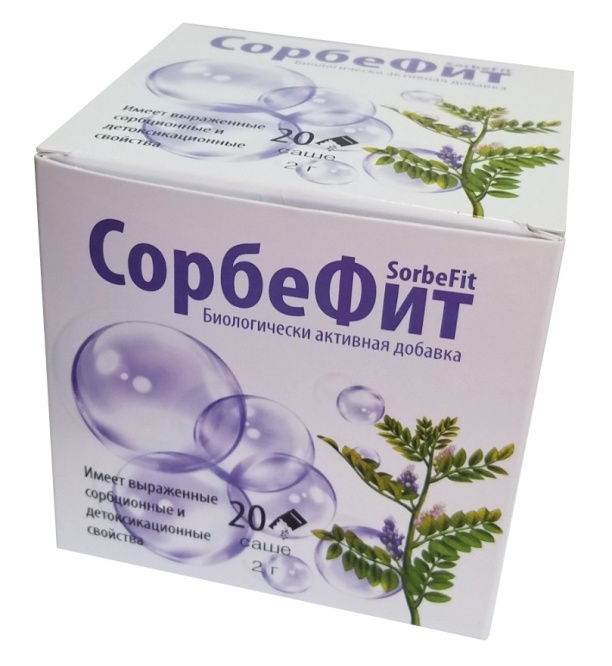 СорбеФит
SorbeFit
Биологически активная добавка
Имеет выраженные
сорбционные и
детоксикационные
свойства
20
саше
2 г
СорбеФит
SorbeFit
Биологически активная добавка
Имеет выраженные
сорбционные и
детоксикационные
свойства
20
саше
2 г